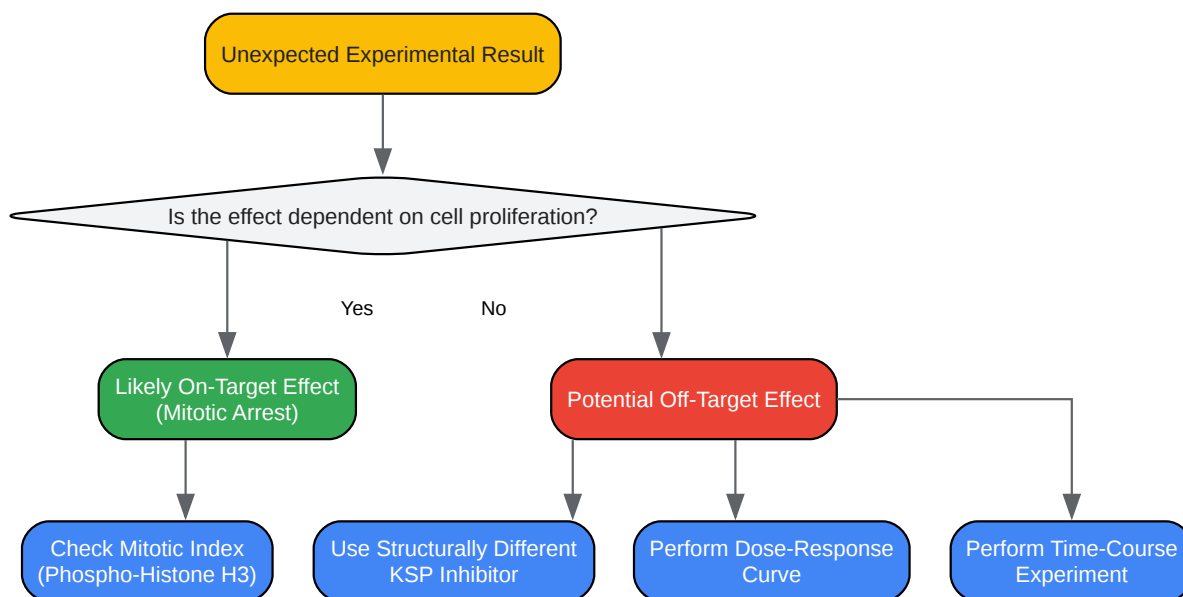 Unexpected Experimental Result
Is the effect dependent on cell proliferation?
Yes
No
Likely On-Target Effect
(Mitotic Arrest)
Potential Off-Target Effect
Check Mitotic Index
(Phospho-Histone H3)
Use Structurally Different
KSP Inhibitor
Perform Dose-Response
Curve
Perform Time-Course
Experiment